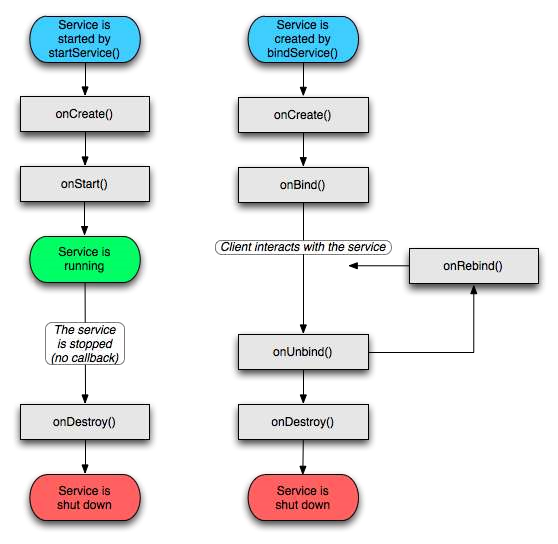 Service is
started by
startService()
onCreate()
onStart()
Service is
running
The service
is stopped
(no callback)
onDestroy()
Service is
shut down
Service is
created by
bindService()
onCreate()
onBind()
Client interacts with the service
onRebind()
onUnbind()
onDestroy()
Service is
shut down